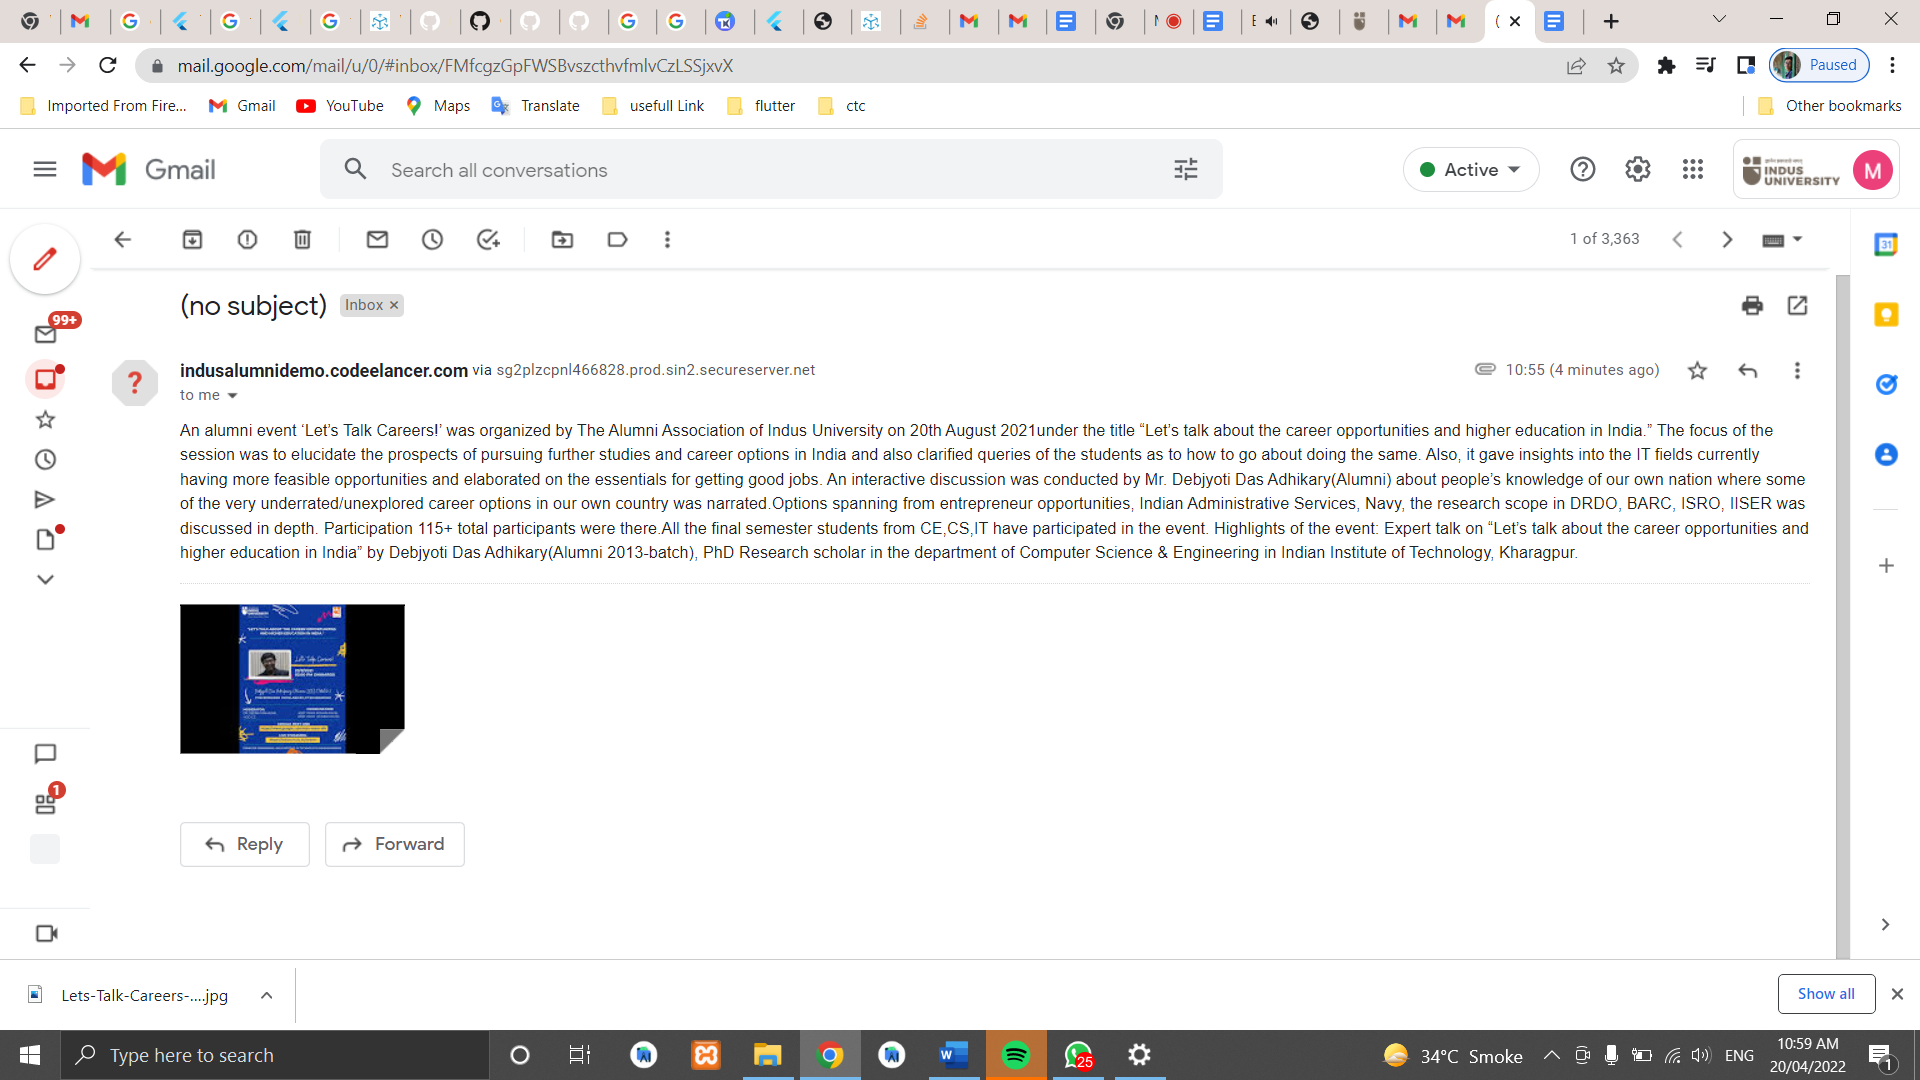 mail.google.com/mail/u/0/#inbox/FMfcgzGpFWSBvszcthvfmlvCzLSSjxvX
Paused
Imported From Fire...
Gmail
YouTube
Maps
Translate
usefull Link
flutter
ctc
Other bookmarks
Gmail
Search all conversations
Active
INDUS UNIVERSITY
M
1 of 3,363
(no subject)
Inbox ×
99+
indusalumnidemo.codeelancer.com via sg2plzcpnl466828.prod.sin2.secureserver.net
10:55 (4 minutes ago)
to me
An alumni event ‘Let’s Talk Careers!’ was organized by The Alumni Association of Indus University on 20th August 2021under the title “Let’s talk about the career opportunities and higher education in India.” The focus of the
session was to elucidate the prospects of pursuing further studies and career options in India and also clarified queries of the students as to how to go about doing the same. Also, it gave insights into the IT fields currently
having more feasible opportunities and elaborated on the essentials for getting good jobs. An interactive discussion was conducted by Mr. Debjyoti Das Adhikary(Alumni) about people’s knowledge of our own nation where some
of the very underrated/unexplored career options in our own country was narrated.Options spanning from entrepreneur opportunities, Indian Administrative Services, Navy, the research scope in DRDO, BARC, ISRO, IISER was
discussed in depth. Participation 115+ total participants were there.All the final semester students from CE,CS,IT have participated in the event. Highlights of the event: Expert talk on “Let’s talk about the career opportunities and
higher education in India” by Debjyoti Das Adhikary(Alumni 2013-batch), PhD Research scholar in the department of Computer Science & Engineering in Indian Institute of Technology, Kharagpur.
Let's Talk Careers!
1
Reply
Forward
Lets-Talk-Careers-....jpg
Show all
Type here to search
25
34°C Smoke
ENG
10:59 AM
20/04/2022
1
31